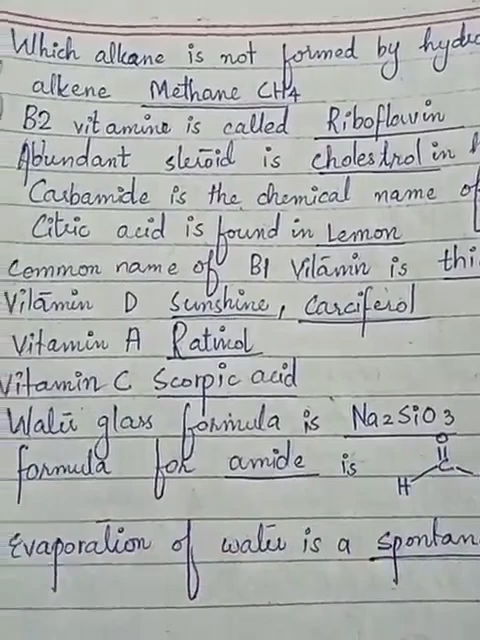 Which alkane is not formed by hydro
alkene Methane CH4
B2 vitamine is called Riboflavin
Abundant steroid is cholestrol in
Carbamide is the chemical name of
Citric acid is found in Lemon
Common name of B1 Vitamin is thi
Vitamin D Sunshine, Carciferol
Vitamin A Ratinol
Vitamin C Scorpic acid
Water glass formula is Na2SiO3
formula for amide is H C O
Evaporation of water is a spontan